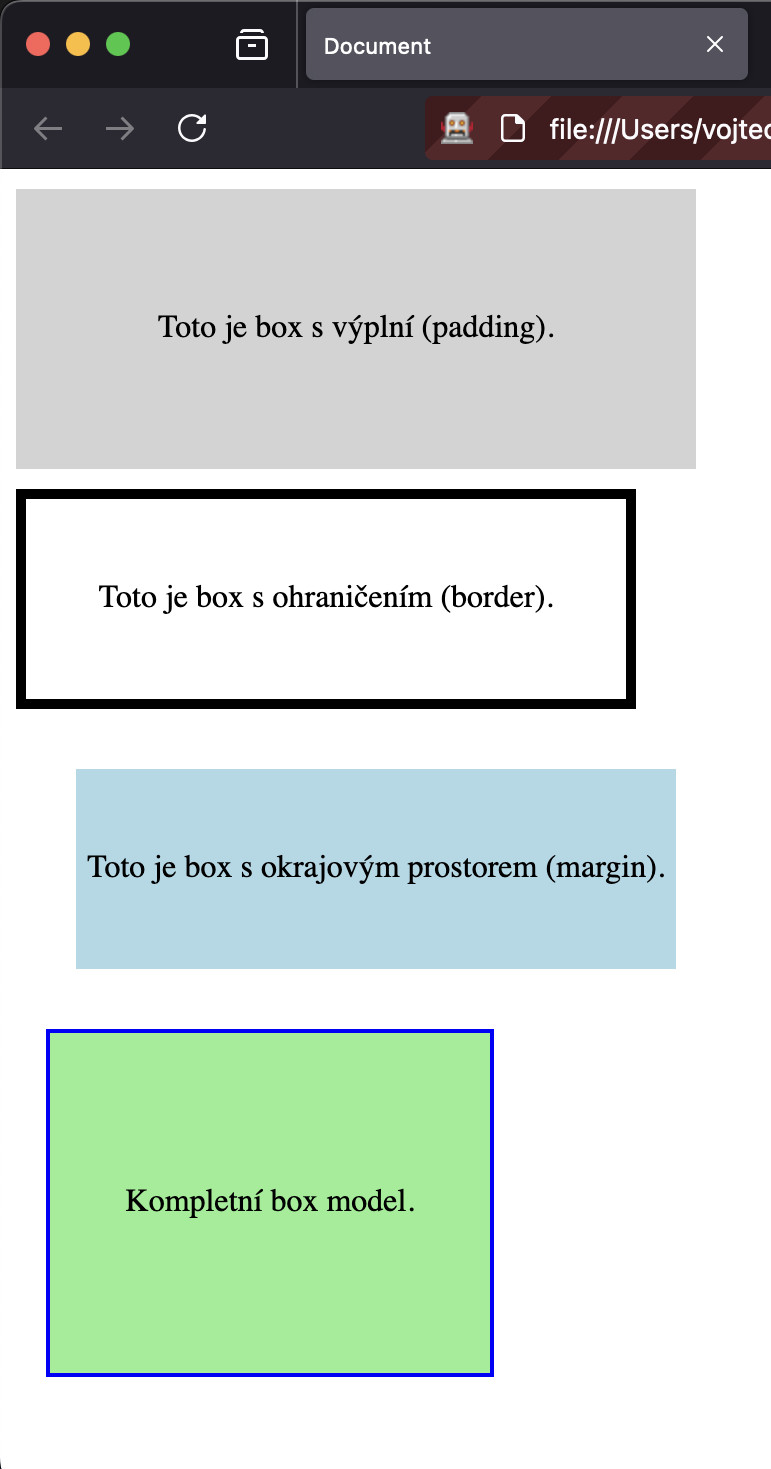 Document
file:///Users/vojtec
Toto je box s výplní (padding).
Toto je box s ohraničením (border).
Toto je box s okrajovým prostorem (margin).
Kompletní box model.